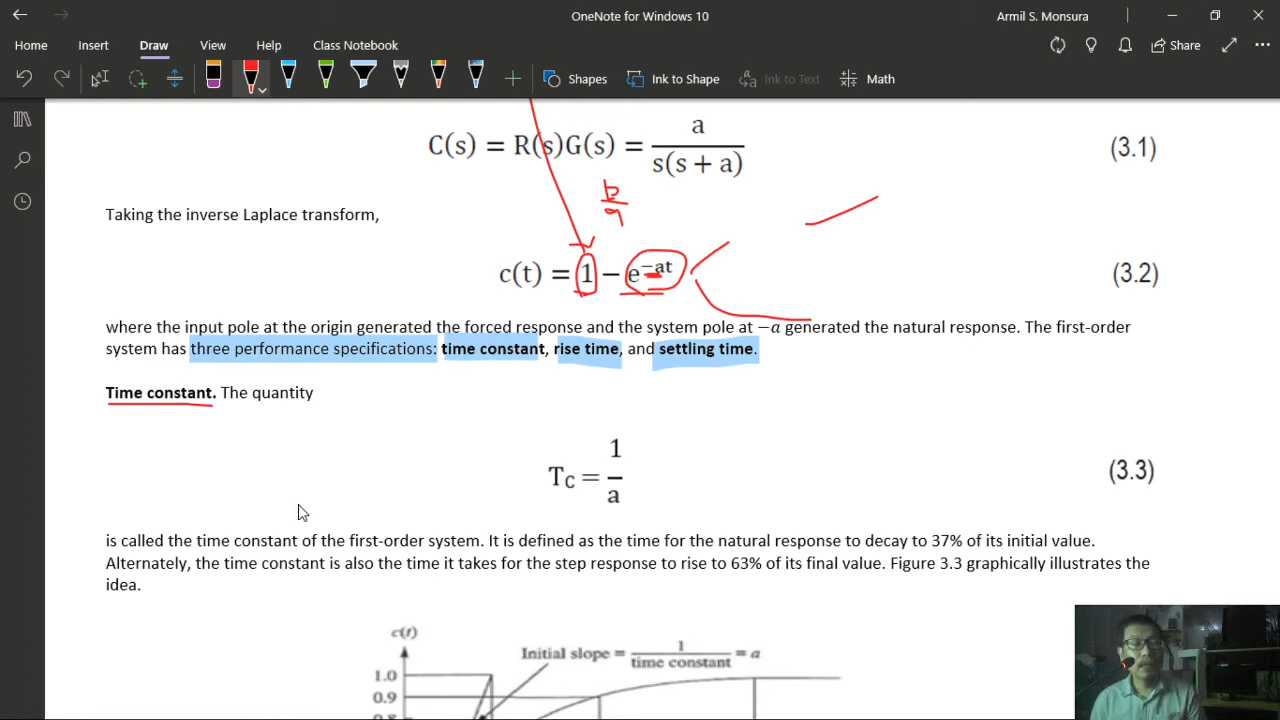 OneNote for Windows 10
Armil S. Monsura
Home Insert Draw View Help Class Notebook
Share
Shapes Ink to Shape Ink to Text Math
C(s) = R(s)G(s) = a / s(s + a) (3.1)
b/a
Taking the inverse Laplace transform,
c(t) = 1 − e^−at (3.2)
where the input pole at the origin generated the forced response and the system pole at −a generated the natural response. The first-order
system has three performance specifications: time constant, rise time, and settling time.
Time constant. The quantity
T_C = 1/a (3.3)
is called the time constant of the first-order system. It is defined as the time for the natural response to decay to 37% of its initial value.
Alternately, the time constant is also the time it takes for the step response to rise to 63% of its final value. Figure 3.3 graphically illustrates the
idea.
c(t)
Initial slope = 1 / time constant = a
1.0
0.9
0.8